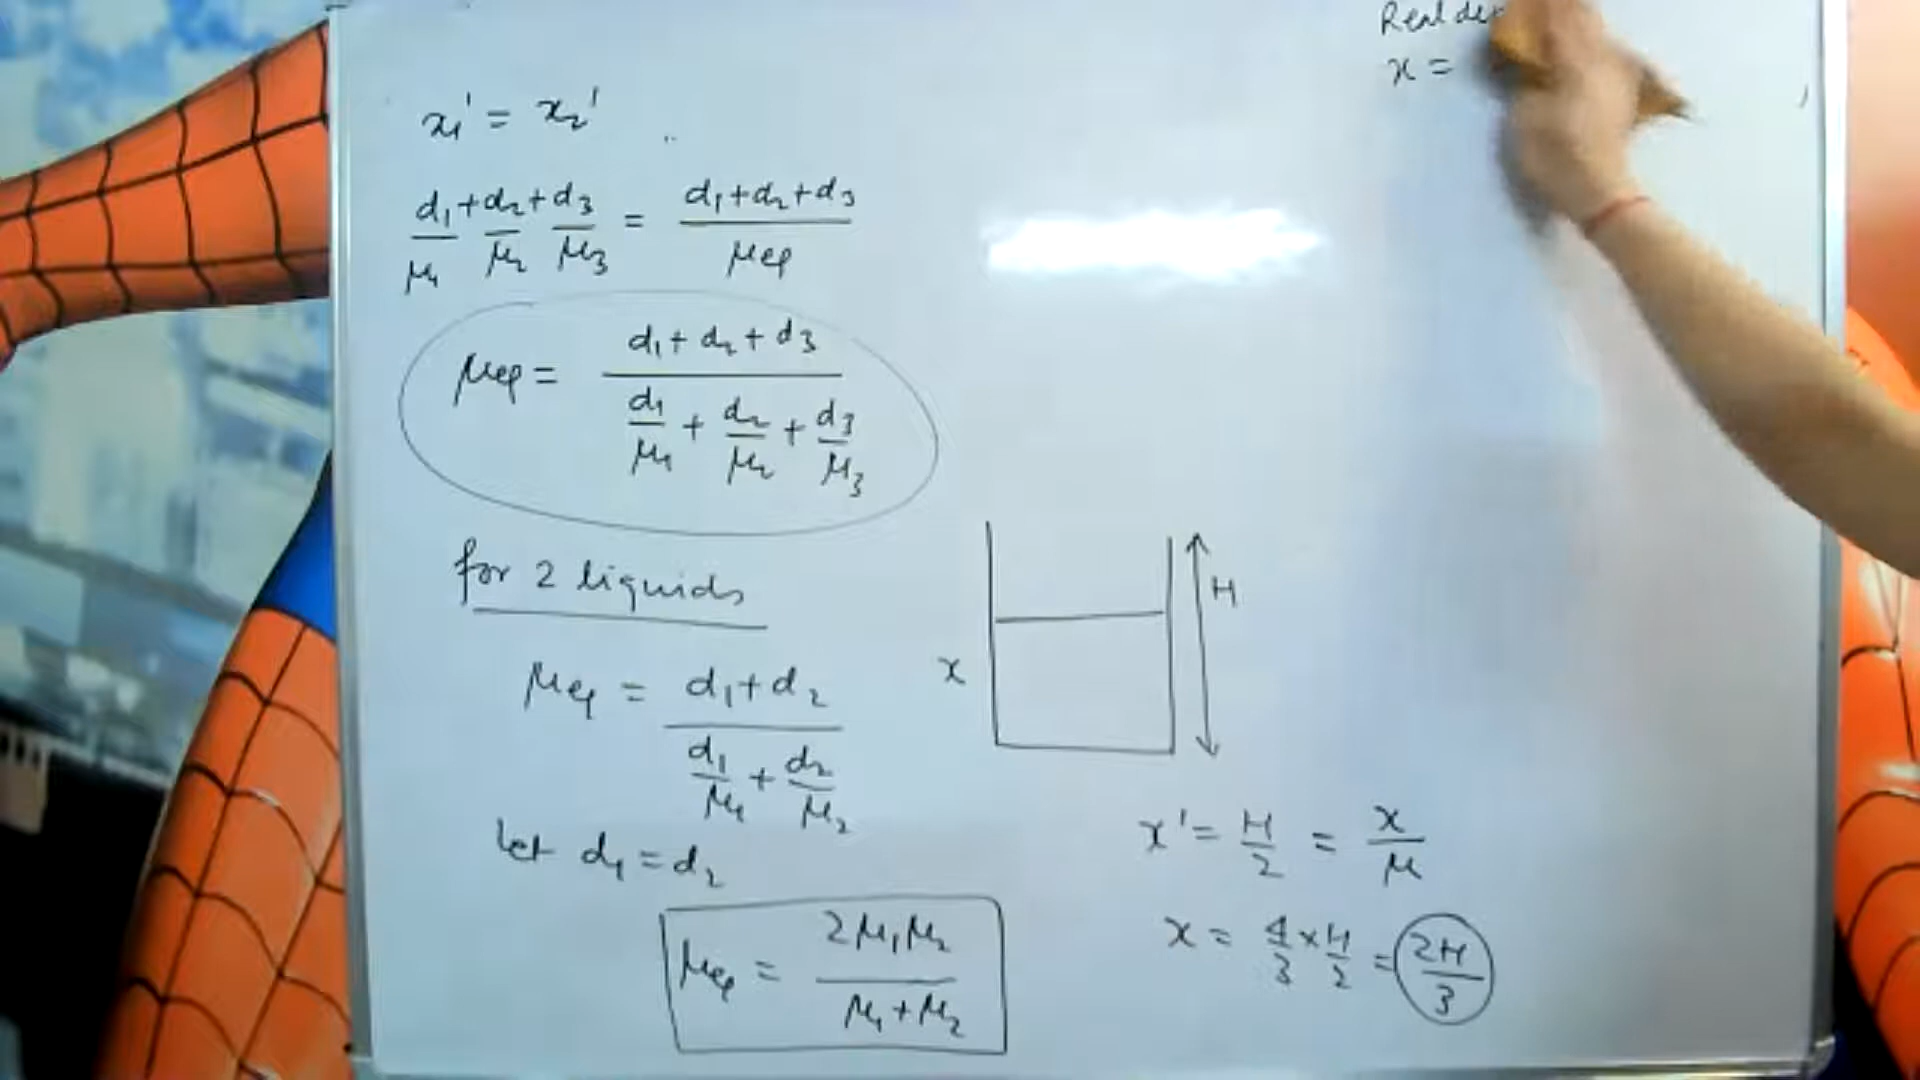 x₁' = x₂'
d₁/μ₁ + d₂/μ₂ + d₃/μ₃ = (d₁+d₂+d₃)/μeq
μeq = (d₁+d₂+d₃)/(d₁/μ₁ + d₂/μ₂ + d₃/μ₃)
for 2 liquids
μeq = (d₁+d₂)/(d₁/μ₁ + d₂/μ₂)
let d₁ = d₂
μeq = 2μ₁μ₂/(μ₁+μ₂)
Real
x =
H
x
x' = H/2 = x/μ
x = 4/3 × H/2 = 2H/3